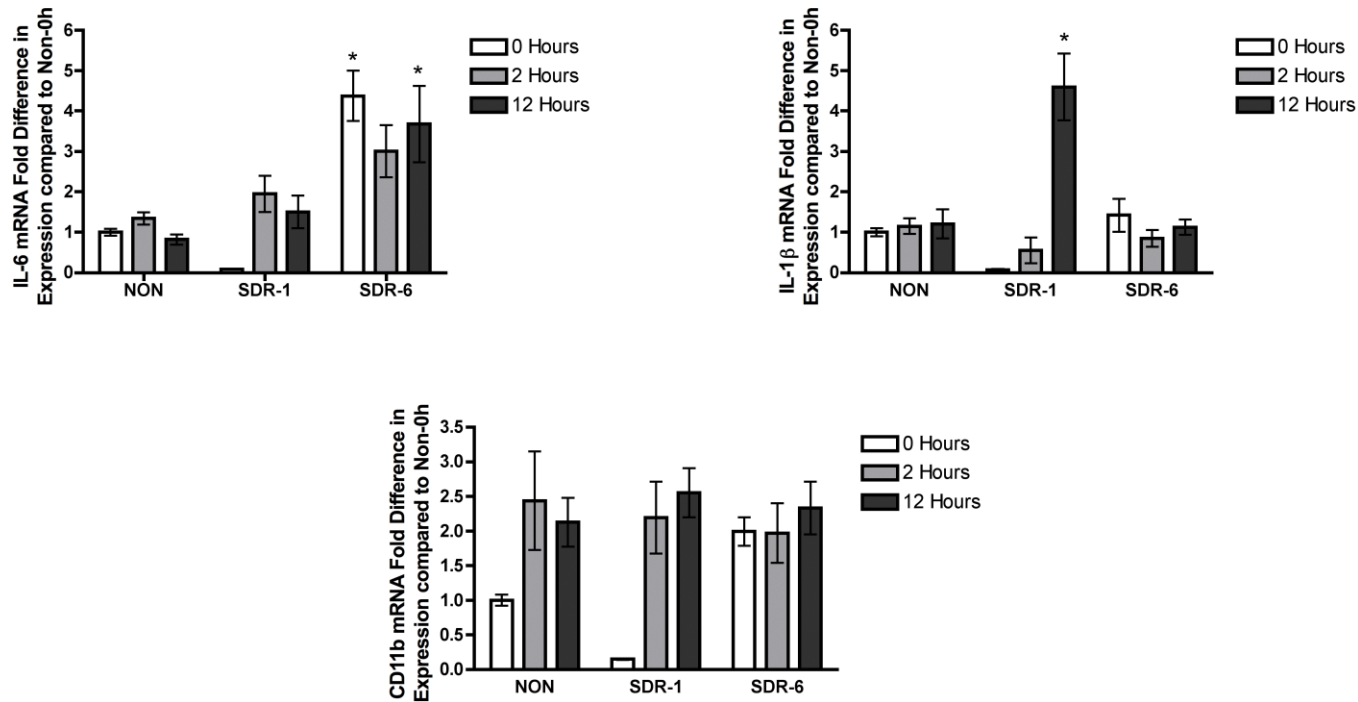 IL-6 mRNA Fold Difference in
Expression compared to Non-0h
6
5
4
3
2
1
0
*
*
NON
SDR-1
SDR-6
0 Hours
2 Hours
12 Hours
IL-1β mRNA Fold Difference in
Expression compared to Non-0h
6
5
4
3
2
1
0
*
NON
SDR-1
SDR-6
0 Hours
2 Hours
12 Hours
CD11b mRNA Fold Difference in
Expression compared to Non-0h
3.5
3.0
2.5
2.0
1.5
1.0
0.5
0.0
NON
SDR-1
SDR-6
0 Hours
2 Hours
12 Hours